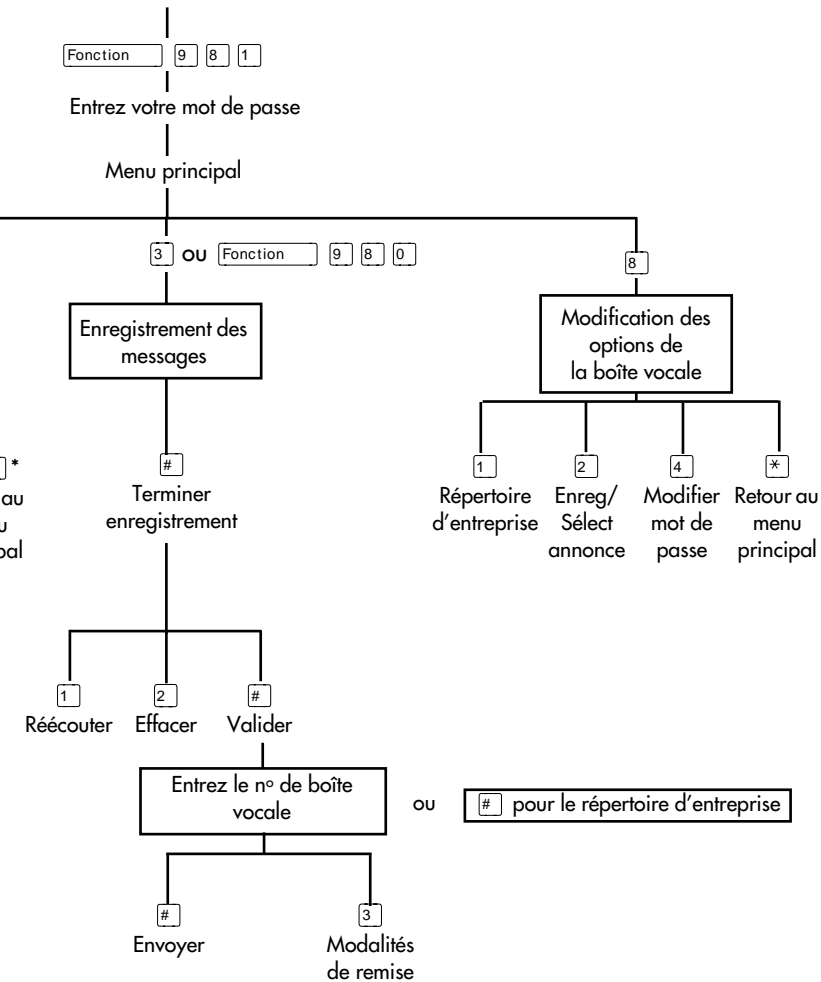 Fonction 9 8 1
Entrez votre mot de passe
Menu principal
3 OU Fonction 9 8 0
8
Enregistrement des
messages
Modification des
options de
la boîte vocale
*
au
#
Terminer
enregistrement
1
Répertoire
d'entreprise
2
Enreg/
Sélect
annonce
4
Modifier
mot de
passe
*
Retour au
menu
principal
1
Réécouter
2
Effacer
#
Valider
Entrez le nº de boîte
vocale
OU
# pour le répertoire d'entreprise
#
Envoyer
3
Modalités
de remise